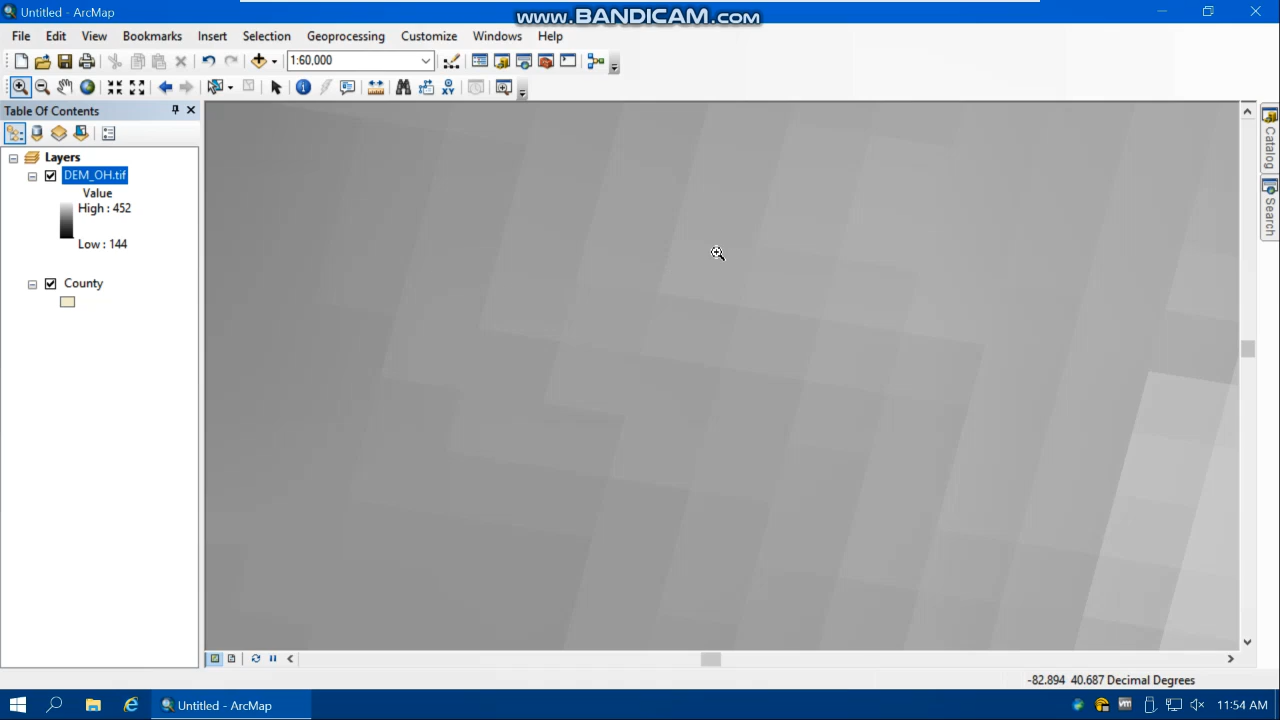 Untitled - ArcMap
www.BANDICAM.com
File Edit View Bookmarks Insert Selection Geoprocessing Customize Windows Help
1:60,000
Table Of Contents
Layers
DEM_OH.tif
Value
High : 452
Low : 144
County
Catalog
Search
-82.894 40.687 Decimal Degrees
Untitled - ArcMap
11:54 AM